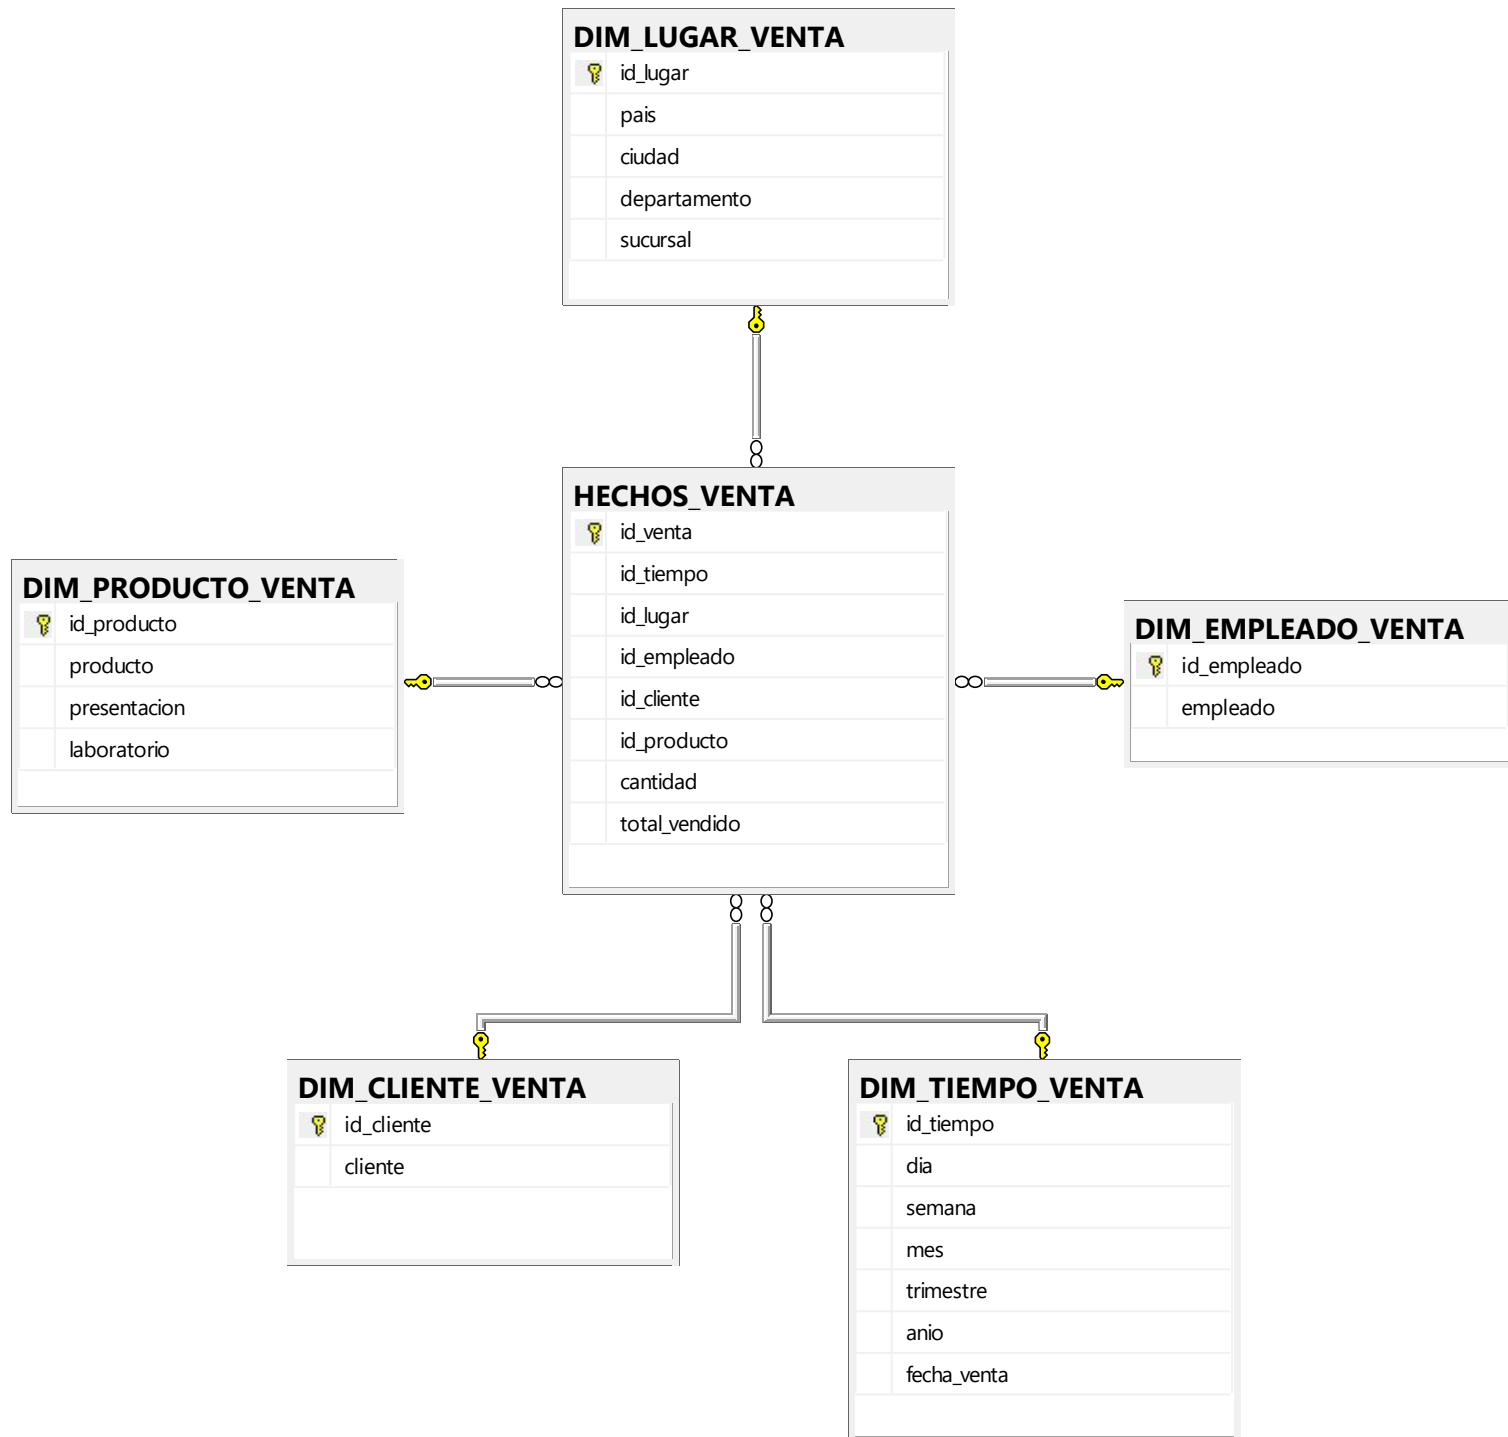 DIM_LUGAR_VENTA
id_lugar
pais
ciudad
departamento
sucursal
HECHOS_VENTA
id_venta
id_tiempo
id_lugar
id_empleado
id_cliente
id_producto
cantidad
total_vendido
DIM_PRODUCTO_VENTA
id_producto
producto
presentacion
laboratorio
DIM_EMPLEADO_VENTA
id_empleado
empleado
DIM_CLIENTE_VENTA
id_cliente
cliente
DIM_TIEMPO_VENTA
id_tiempo
dia
semana
mes
trimestre
anio
fecha_venta